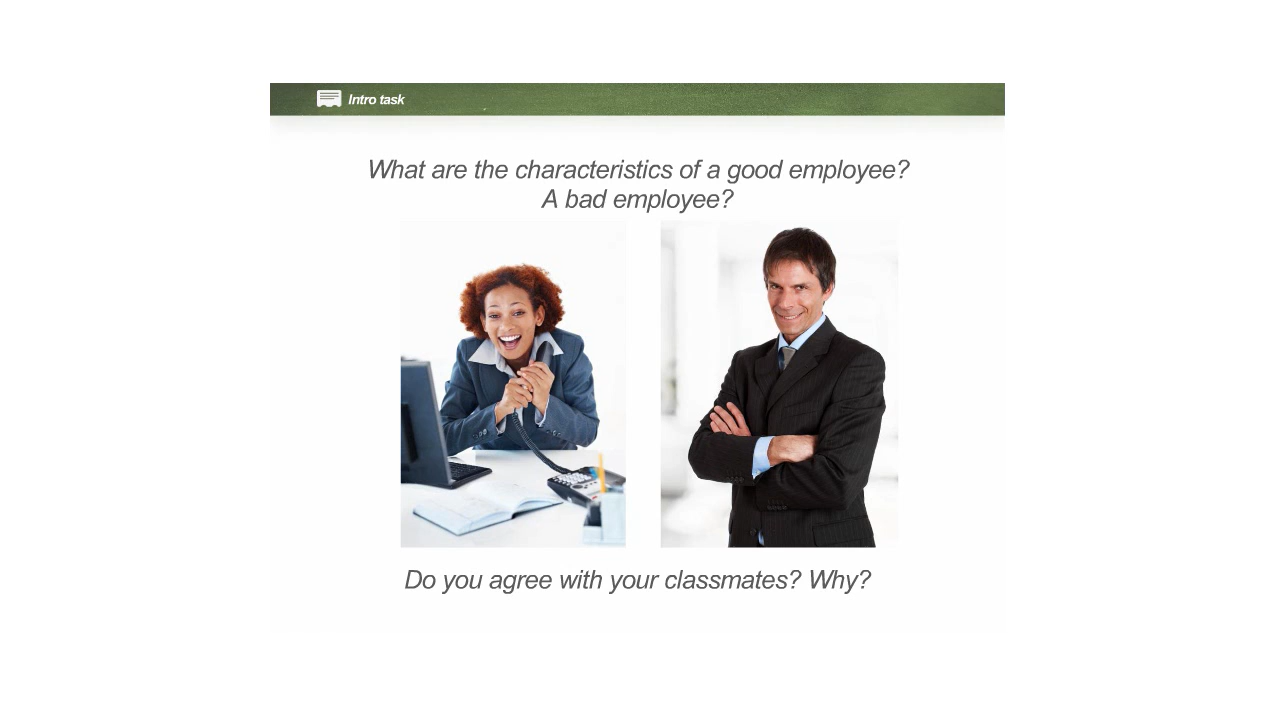 Intro task
What are the characteristics of a good employee?
A bad employee?
Do you agree with your classmates? Why?